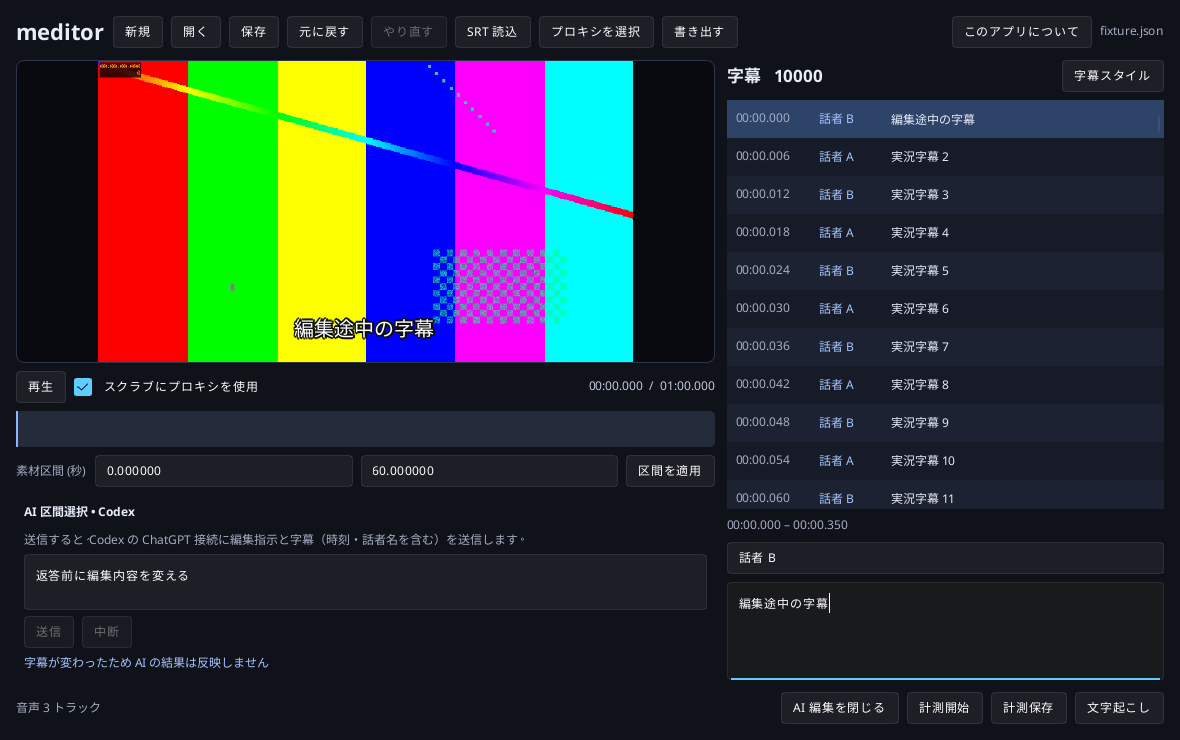 meditor 新規 開く 保存 元に戻す やり直す SRT 読込 プロキシを選択 書き出す このアプリについて fixture.json
編集途中の字幕
再生 スクラブにプロキシを使用 00:00.000 / 01:00.000
素材区間 (秒) 0.000000 60.000000 区間を適用
AI 区間選択 • Codex
送信すると、Codex の ChatGPT 接続に編集指示と字幕（時刻・話者名を含む）を送信します。
返答前に編集内容を変える
送信 中断
字幕が変わったため AI の結果は反映しません
音声 3 トラック
字幕 10000 字幕スタイル
00:00.000 話者 B 編集途中の字幕
00:00.006 話者 A 実況字幕 2
00:00.012 話者 B 実況字幕 3
00:00.018 話者 A 実況字幕 4
00:00.024 話者 B 実況字幕 5
00:00.030 話者 A 実況字幕 6
00:00.036 話者 B 実況字幕 7
00:00.042 話者 A 実況字幕 8
00:00.048 話者 B 実況字幕 9
00:00.054 話者 A 実況字幕 10
00:00.060 話者 B 実況字幕 11
00:00.000 – 00:00.350
話者 B
編集途中の字幕
AI 編集を閉じる 計測開始 計測保存 文字起こし